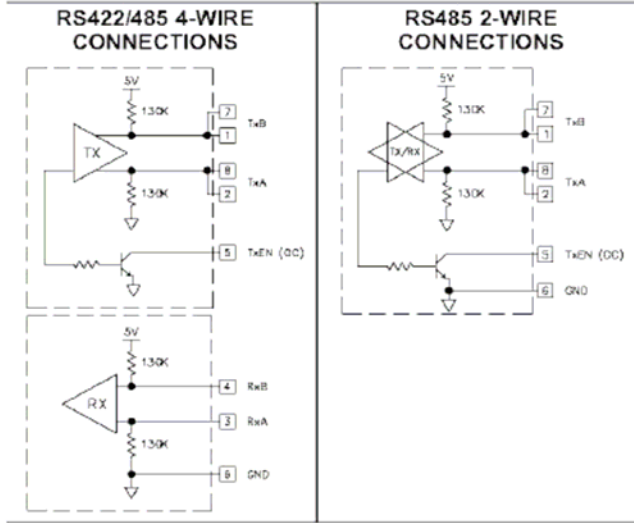 RS422/485 4-WIRE
CONNECTIONS
5V
130K
7
TxB
1
TX
8
TxA
2
130K
5 TxEN (OC)
5V
130K
4 RxB
RX
3 RxA
130K
6 GND
RS485 2-WIRE
CONNECTIONS
5V
130K
7
TxB
1
TX/RX
8
TxA
2
130K
5 TxEN (OC)
6 GND